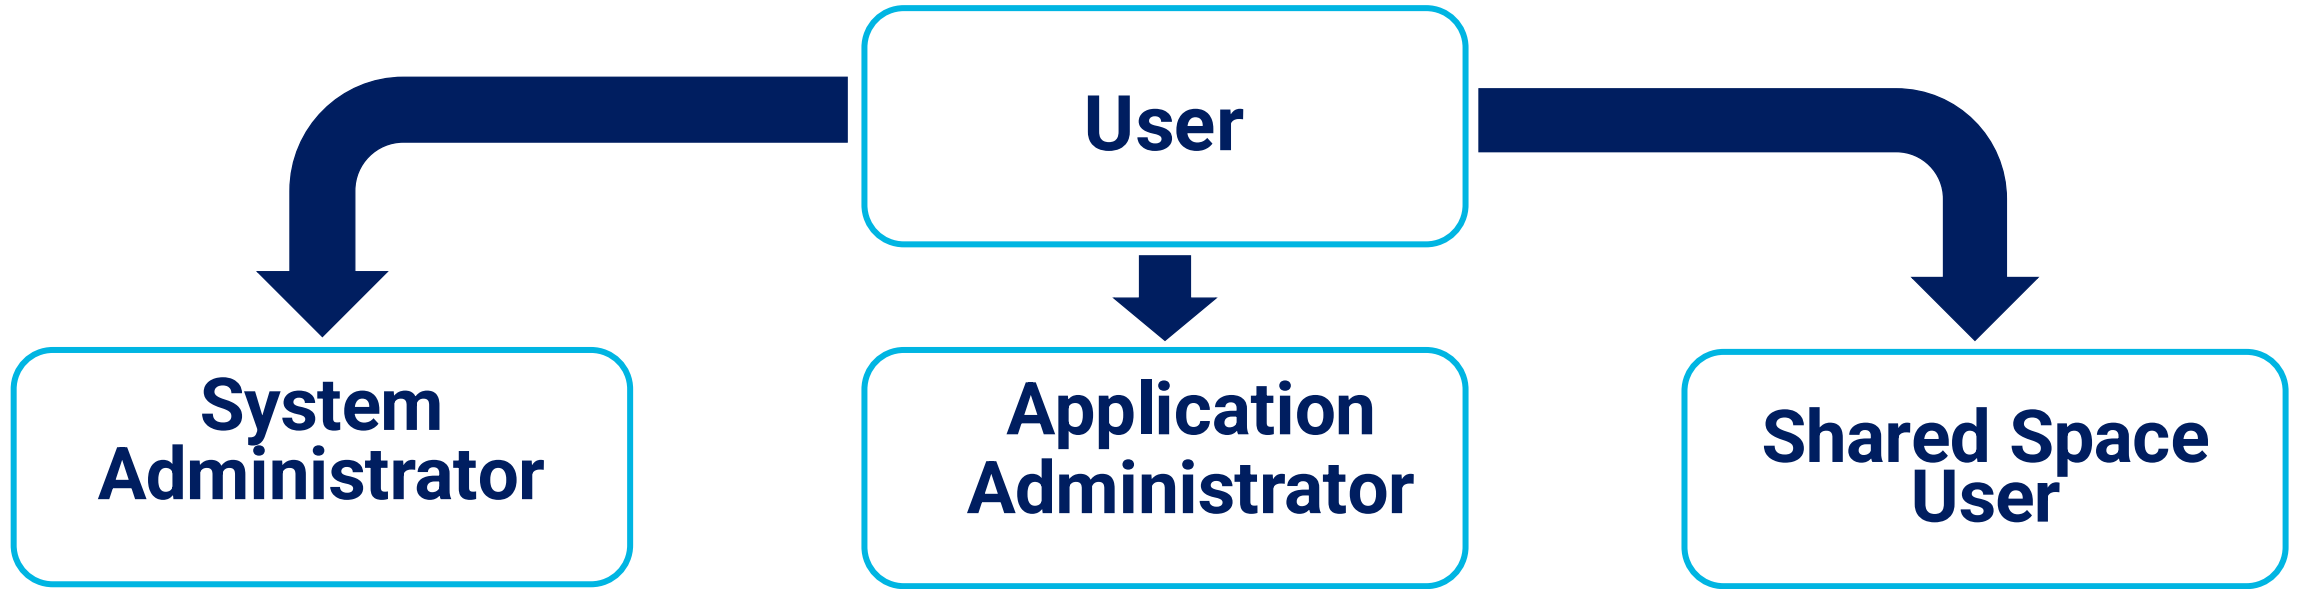 User
System
Administrator
Application
Administrator
Shared Space
User